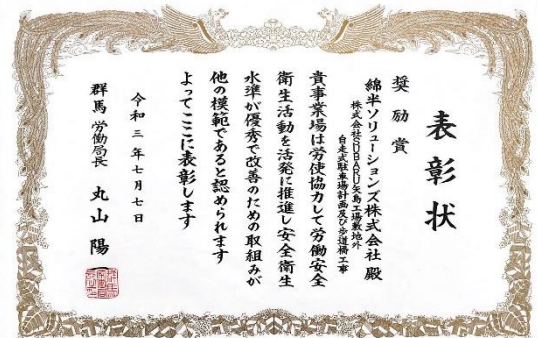 表彰状
奨励賞
綿半ソリューションズ株式会社 殿
株式会社SUBARU矢島工場敷地外
自走式駐車場計画及び歩道橋工事
貴事業場は労使協力して労働安全
衛生活動を活発に推進し安全衛生
水準が優秀で改善のための取組みが
他の模範であると認められます
よってここに表彰します
令和三年七月七日
群馬労働局長 丸山 陽